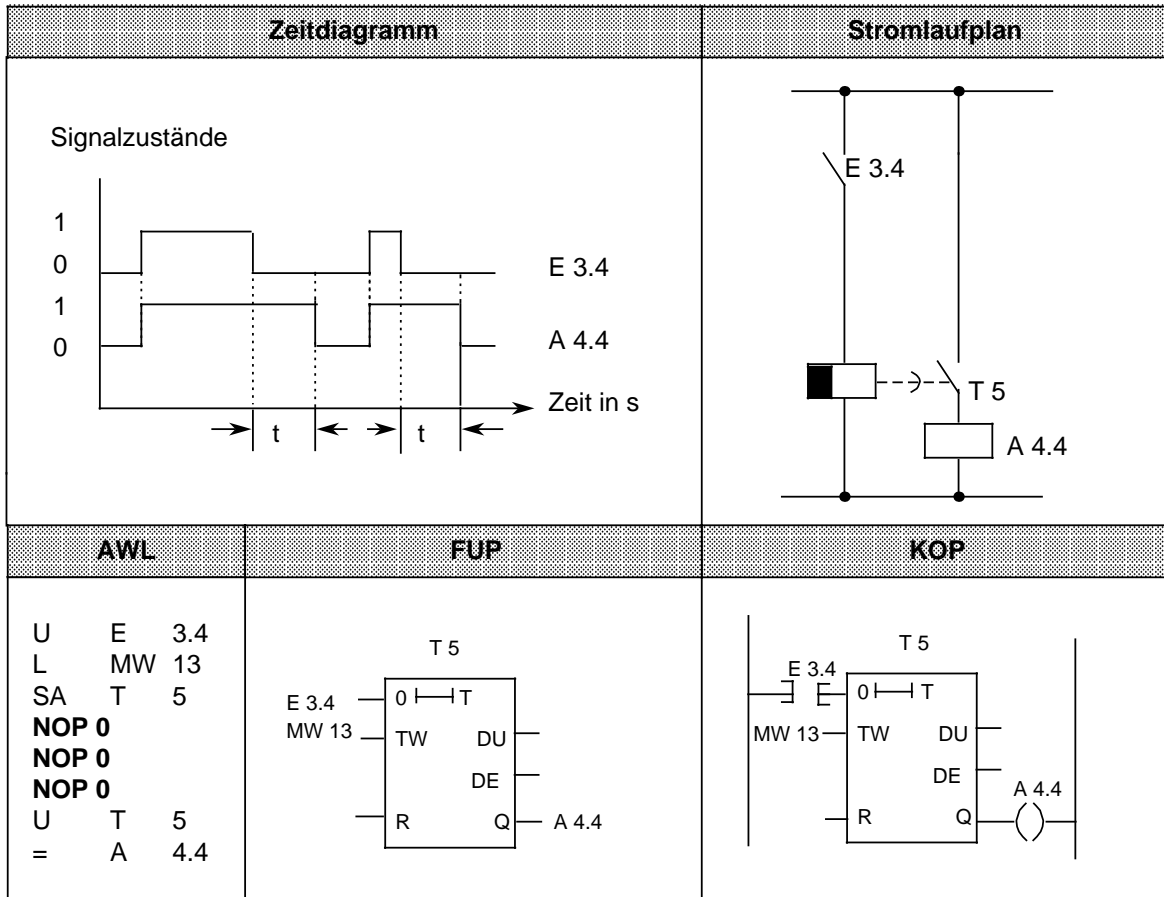 Zeitdiagramm
Stromlaufplan
Signalzustände
1
0
E 3.4
1
0
A 4.4
Zeit in s
t
t
E 3.4
T 5
A 4.4
AWL
FUP
KOP
U E 3.4
L MW 13
SA T 5
NOP 0
NOP 0
NOP 0
U T 5
= A 4.4
T 5
E 3.4
0 T
MW 13
TW DU
DE
R Q A 4.4
T 5
E 3.4
0 T
MW 13 TW DU
DE
A 4.4
R Q